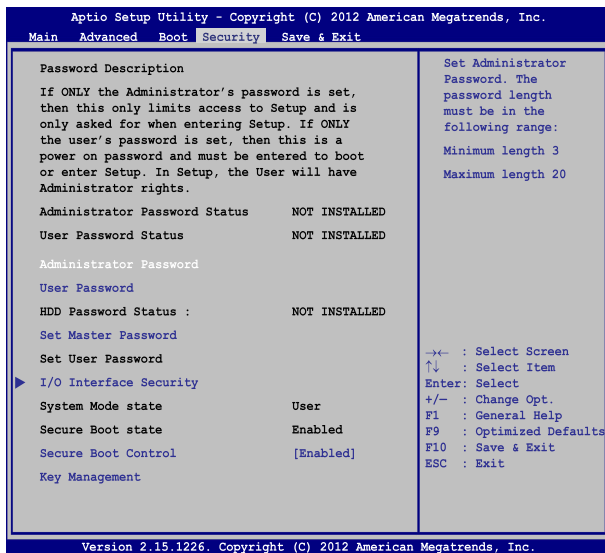 Aptio Setup Utility - Copyright (C) 2012 American Megatrends, Inc.
Main Advanced Boot Security Save & Exit
Password Description
If ONLY the Administrator's password is set,
then this only limits access to Setup and is
only asked for when entering Setup. If ONLY
the user's password is set, then this is a
power on password and must be entered to boot
or enter Setup. In Setup, the User will have
Administrator rights.
Administrator Password Status NOT INSTALLED
User Password Status NOT INSTALLED
Administrator Password
User Password
HDD Password Status : NOT INSTALLED
Set Master Password
Set User Password
I/O Interface Security
System Mode state User
Secure Boot state Enabled
Secure Boot Control [Enabled]
Key Management
Set Administrator
Password. The
password length
must be in the
following range:
Minimum length 3
Maximum length 20
→← : Select Screen
↑↓ : Select Item
Enter: Select
+/— : Change Opt.
F1 : General Help
F9 : Optimized Defaults
F10 : Save & Exit
ESC : Exit
Version 2.15.1226. Copyright (C) 2012 American Megatrends, Inc.